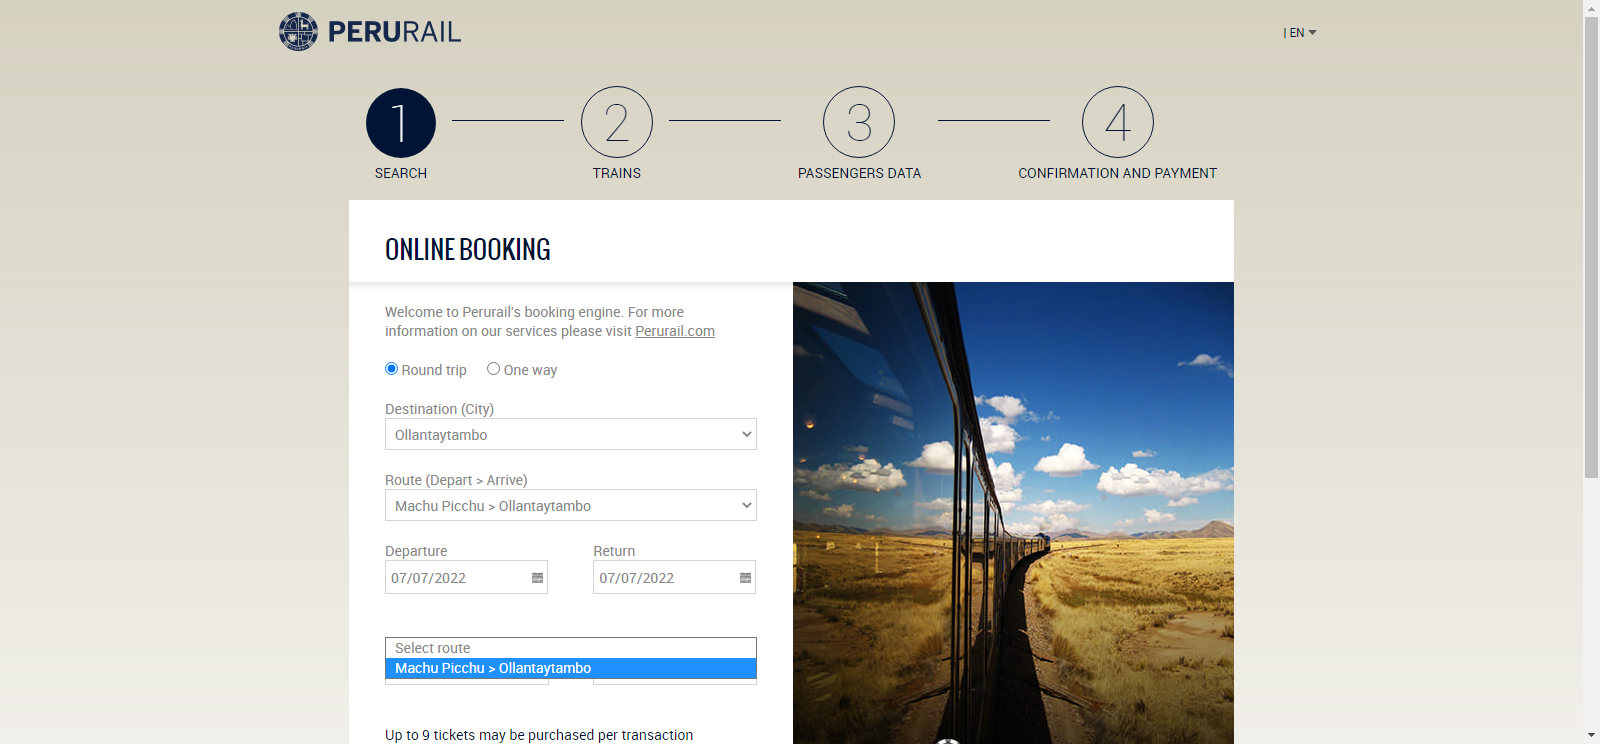 PERURAIL
| EN
1
2
3
4
SEARCH
TRAINS
PASSENGERS DATA
CONFIRMATION AND PAYMENT
ONLINE BOOKING
Welcome to Perurail's booking engine. For more
information on our services please visit Perurail.com
Round trip
One way
Destination (City)
Ollantaytambo
Route (Depart > Arrive)
Machu Picchu > Ollantaytambo
Departure
Return
07/07/2022
07/07/2022
Select route
Machu Picchu > Ollantaytambo
Up to 9 tickets may be purchased per transaction